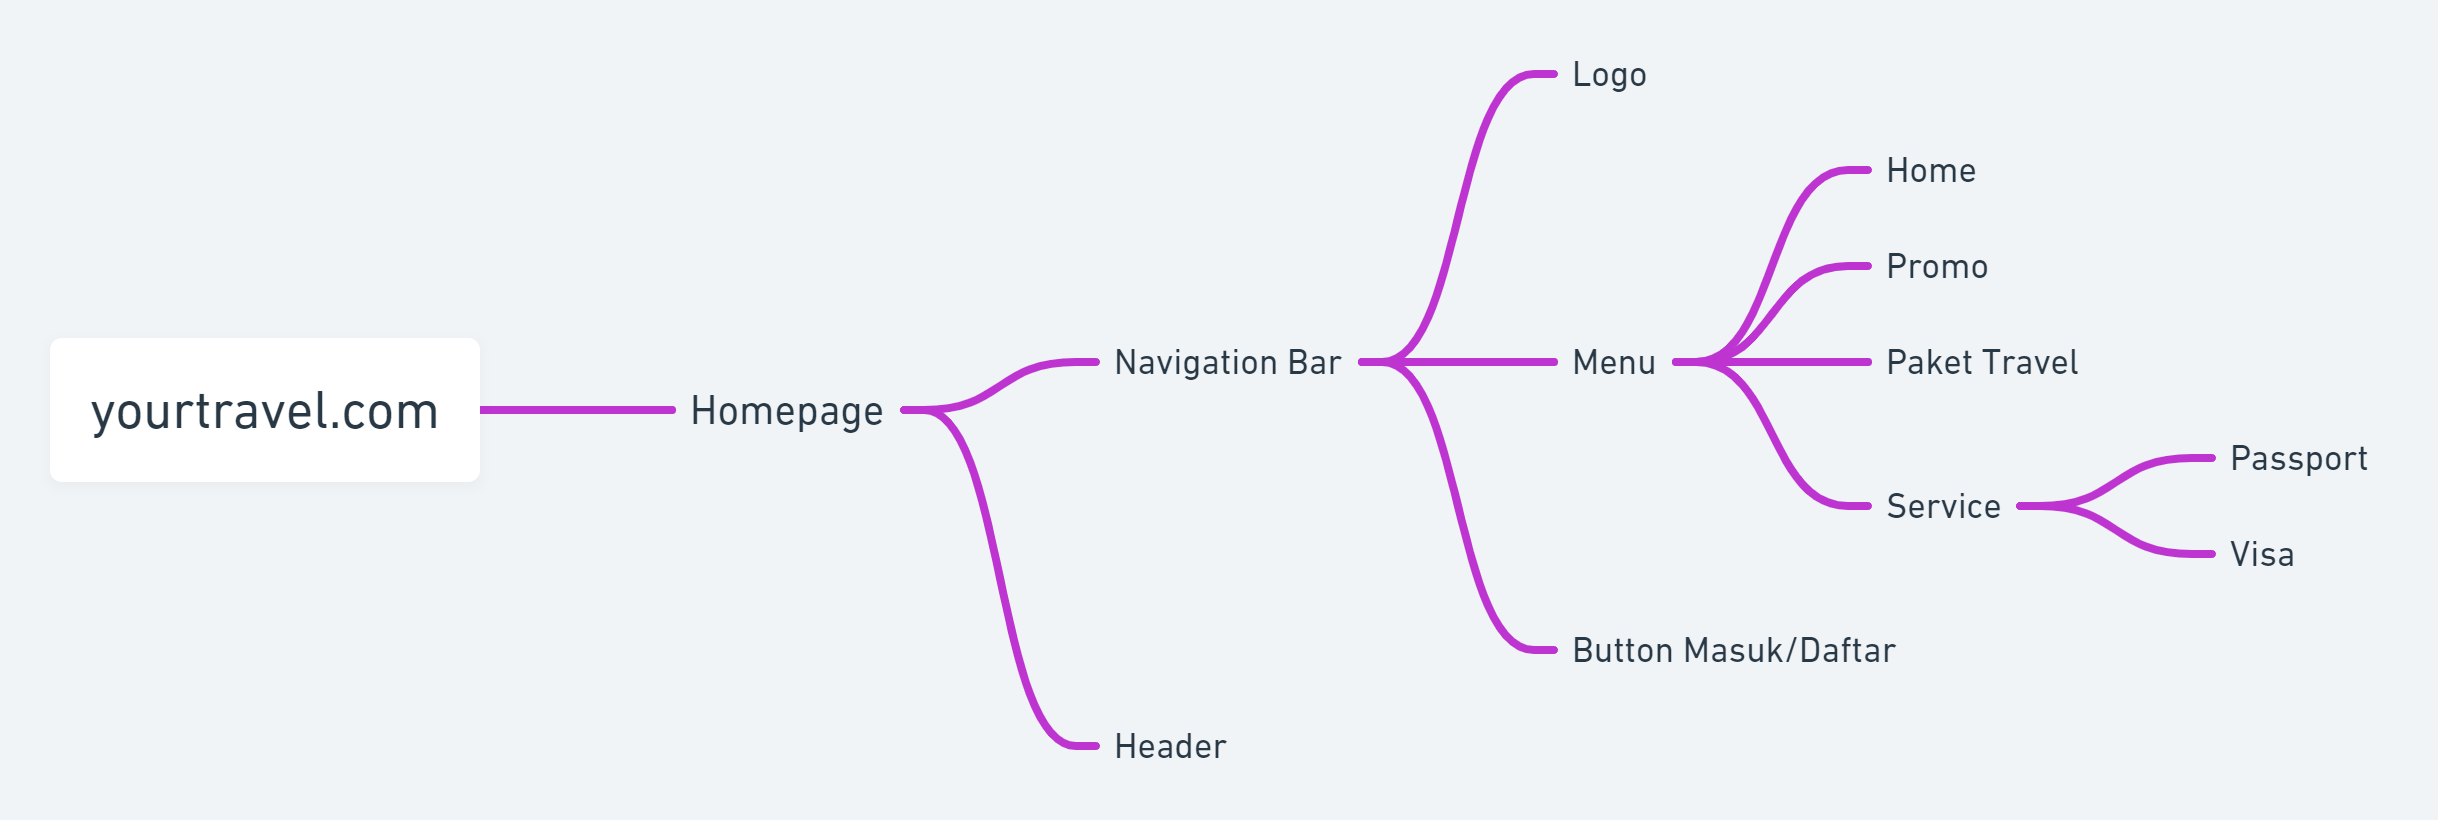 yourtravel.com
Homepage
Navigation Bar
Logo
Menu
Home
Promo
Paket Travel
Service
Passport
Visa
Button Masuk/Daftar
Header